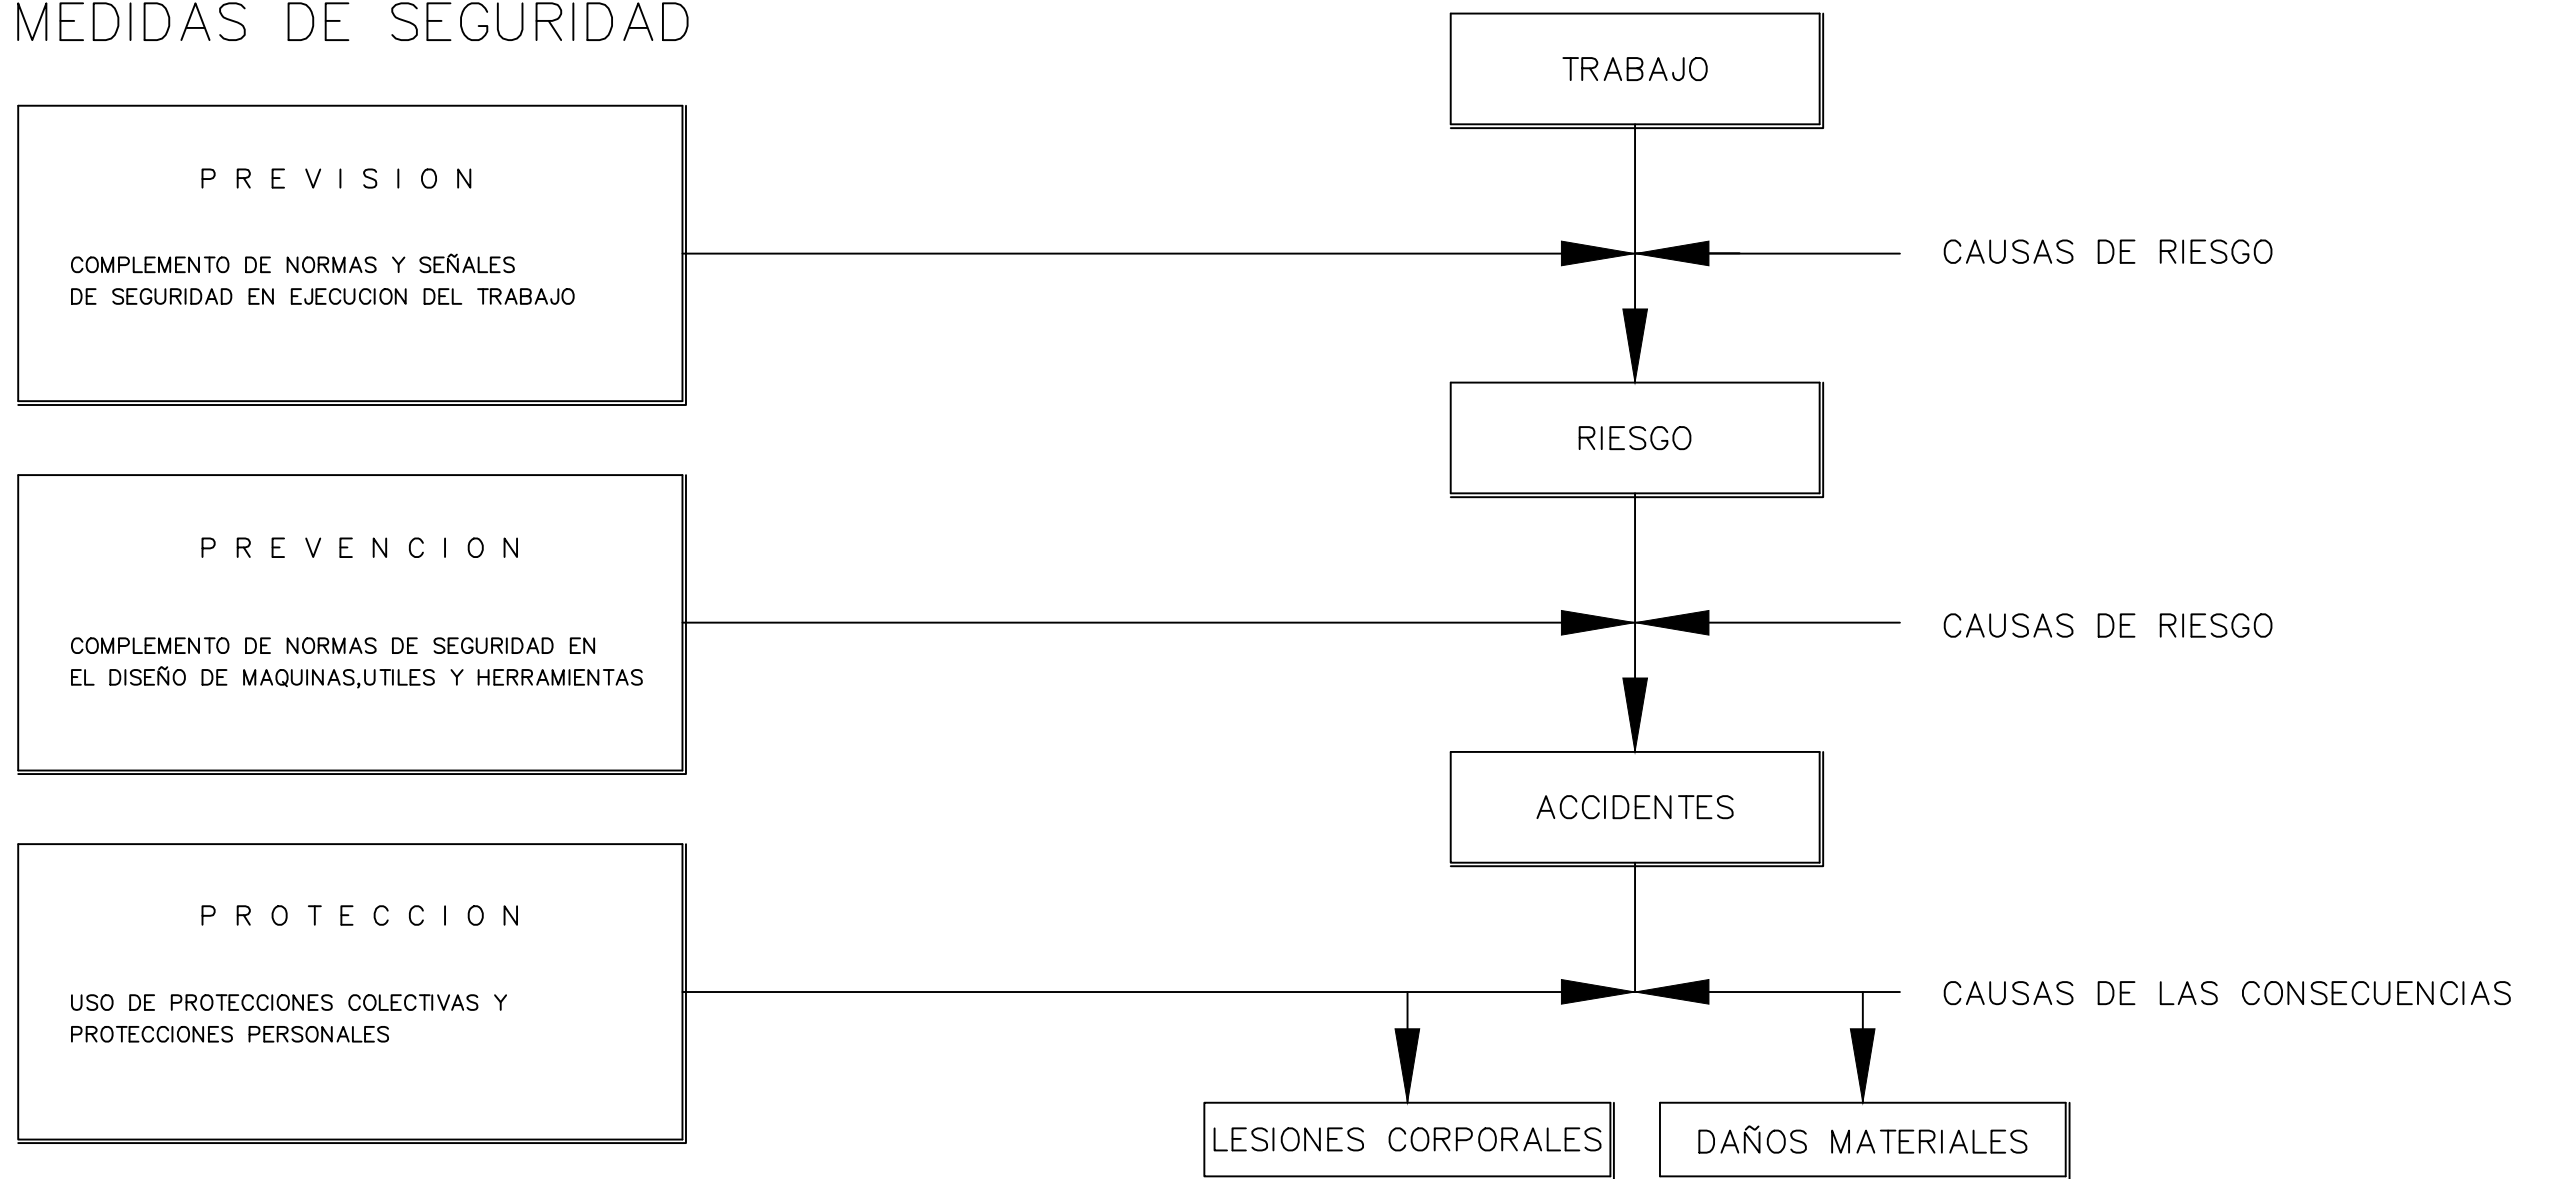 MEDIDAS DE SEGURIDAD
TRABAJO
P R E V I S I O N
COMPLEMENTO DE NORMAS Y SEÑALES
DE SEGURIDAD EN EJECUCION DEL TRABAJO
CAUSAS DE RIESGO
RIESGO
P R E V E N C I O N
COMPLEMENTO DE NORMAS DE SEGURIDAD EN
EL DISEÑO DE MAQUINAS,UTILES Y HERRAMIENTAS
CAUSAS DE RIESGO
ACCIDENTES
P R O T E C C I O N
USO DE PROTECCIONES COLECTIVAS Y
PROTECCIONES PERSONALES
CAUSAS DE LAS CONSECUENCIAS
LESIONES CORPORALES
DAÑOS MATERIALES